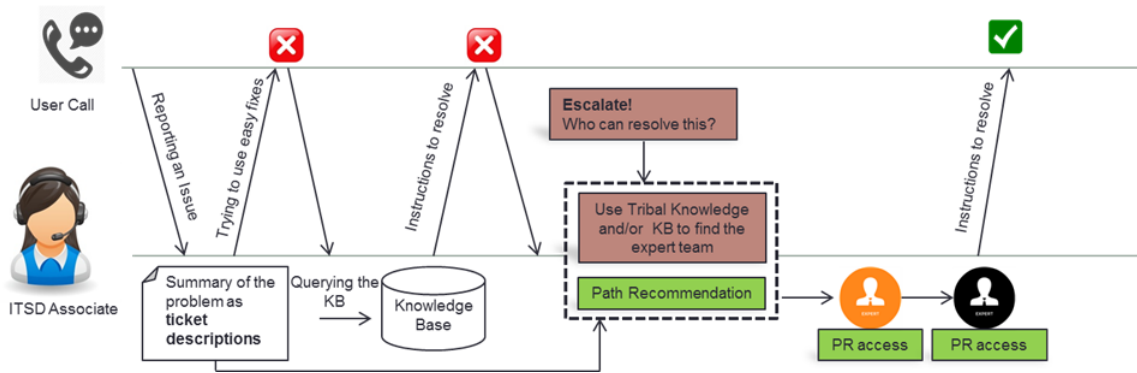 User Call
Reporting an Issue
Trying to use easy fixes
Instructions to resolve
Escalate!
Who can resolve this?
Instructions to resolve
ITSD Associate
Summary of the
problem as
ticket
descriptions
Querying the
KB
Knowledge
Base
Use Tribal Knowledge
and/or KB to find the
expert team
Path Recommendation
EXPERT
PR access
EXPERT
PR access